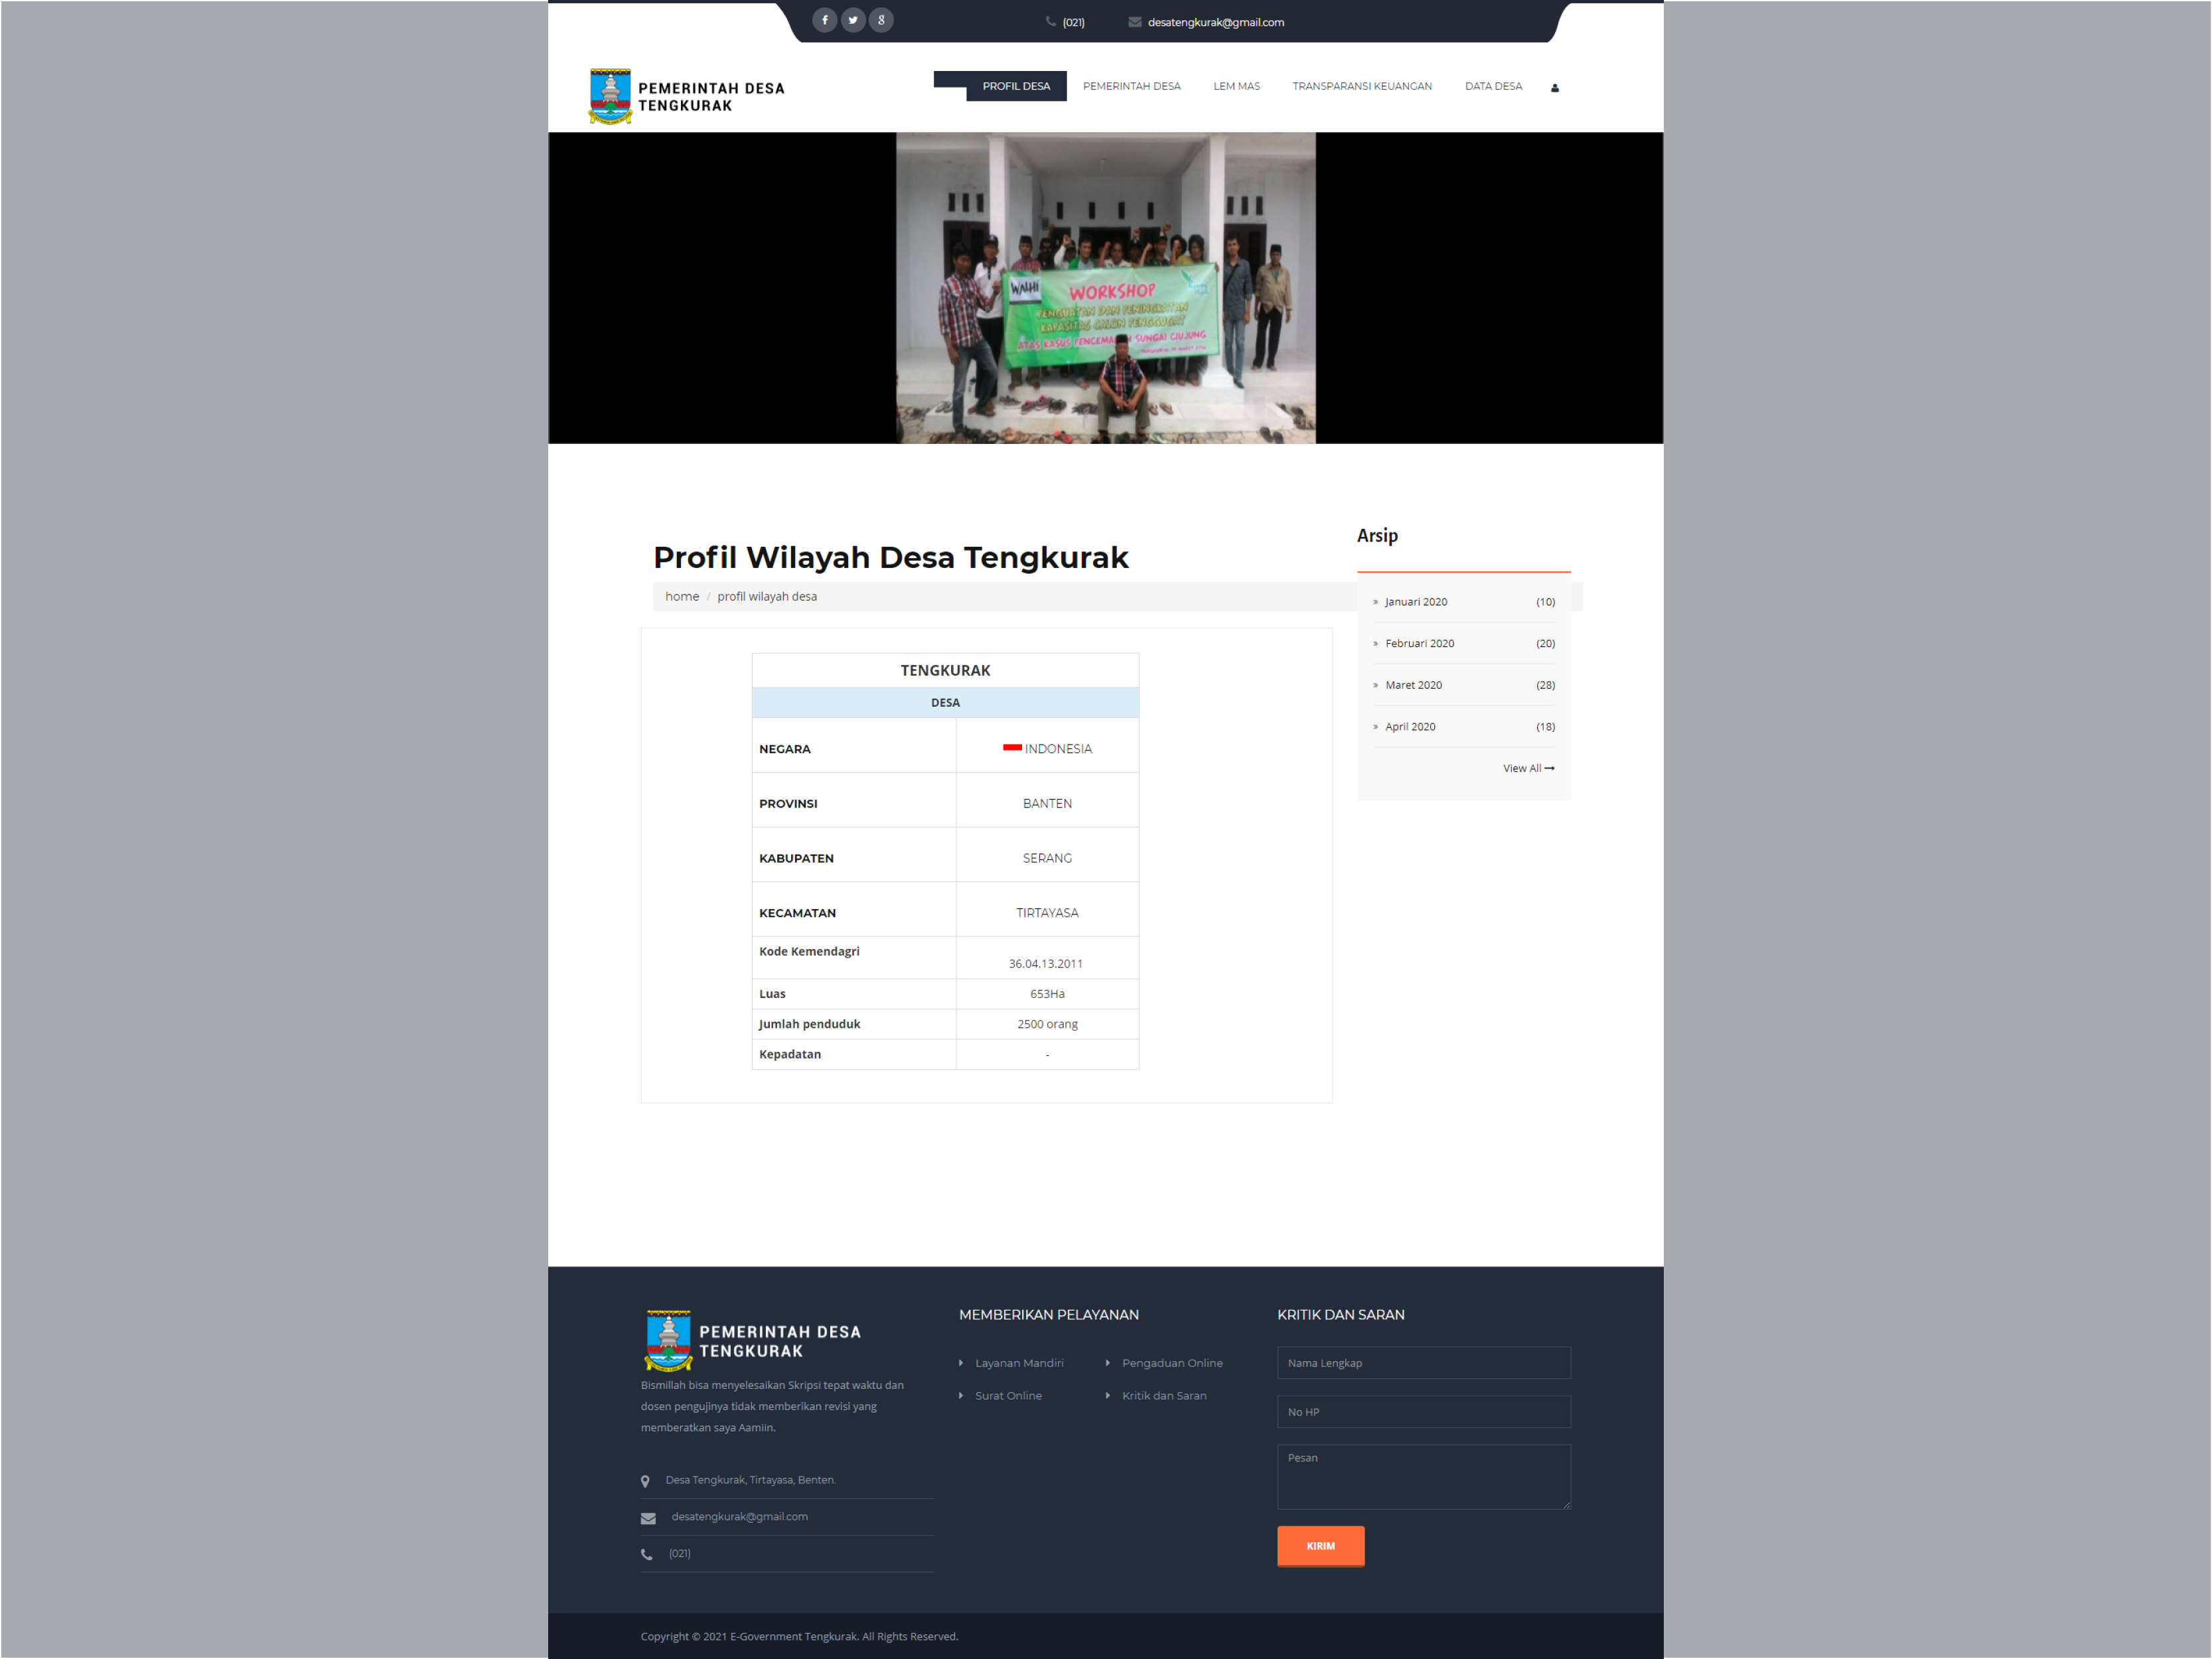 (021)
desatengkurak@gmail.com
PEMERINTAH DESA
TENGKURAK
PROFIL DESA
PEMERINTAH DESA
LEM MAS
TRANSPARANSI KEUANGAN
DATA DESA
WALHI
WORKSHOP
PENGUATAN DAN PENINGKATAN
KAPASITAS CALON PENGGUGAT
ATAS KASUS PENCEMARAN SUNGAI CIUJUNG
Profil Wilayah Desa Tengkurak
home / profil wilayah desa
TENGKURAK
DESA
NEGARA INDONESIA
PROVINSI BANTEN
KABUPATEN SERANG
KECAMATAN TIRTAYASA
Kode Kemendagri 36.04.13.2011
Luas 653Ha
Jumlah penduduk 2500 orang
Kepadatan -
Arsip
» Januari 2020 (10)
» Februari 2020 (20)
» Maret 2020 (28)
» April 2020 (18)
View All
PEMERINTAH DESA
TENGKURAK
Bismillah bisa menyelesaikan Skripsi tepat waktu dan
dosen pengujinya tidak memberikan revisi yang
memberatkan saya Aamiin.
Desa Tengkurak, Tirtayasa, Benten.
desatengkurak@gmail.com
(021)
MEMBERIKAN PELAYANAN
Layanan Mandiri
Pengaduan Online
Surat Online
Kritik dan Saran
KRITIK DAN SARAN
Nama Lengkap
No HP
Pesan
KIRIM
Copyright © 2021 E-Government Tengkurak. All Rights Reserved.